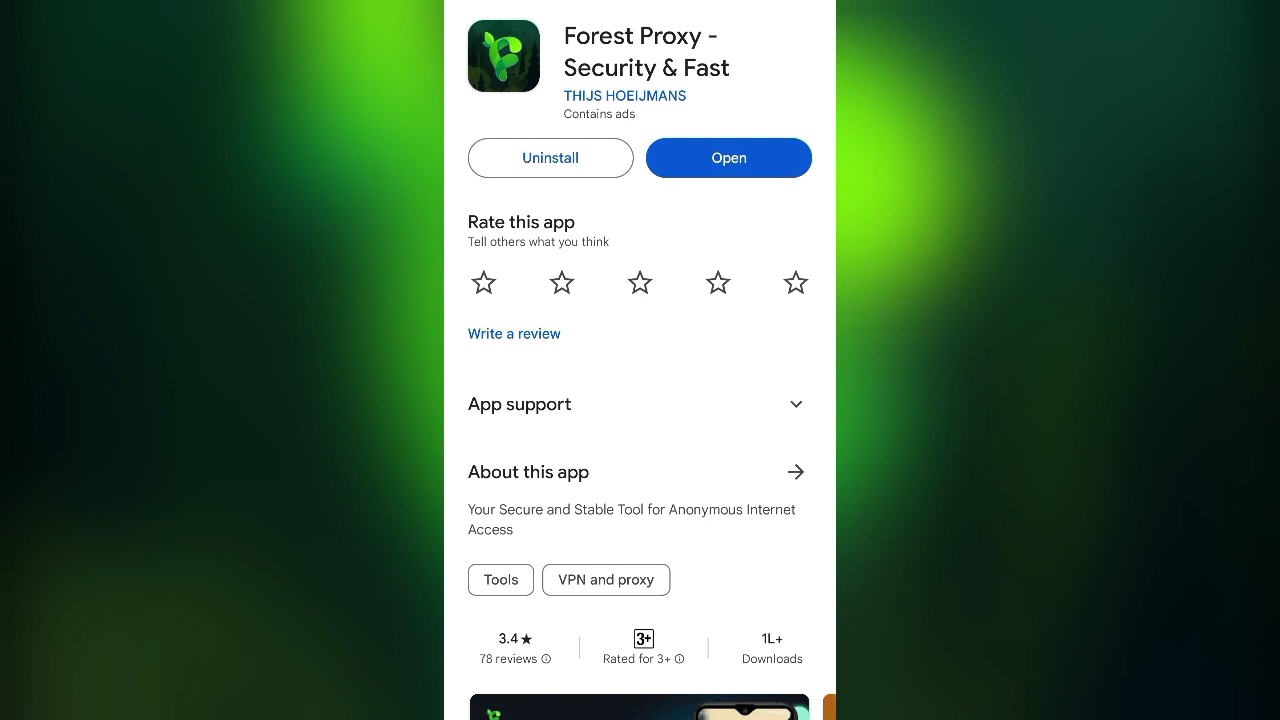 Forest Proxy -
Security & Fast
THIJS HOEIJMANS
Contains ads
Uninstall
Open
Rate this app
Tell others what you think
Write a review
App support
About this app
Your Secure and Stable Tool for Anonymous Internet
Access
Tools
VPN and proxy
3.4★
3+
1L+
78 reviews
Rated for 3+
Downloads